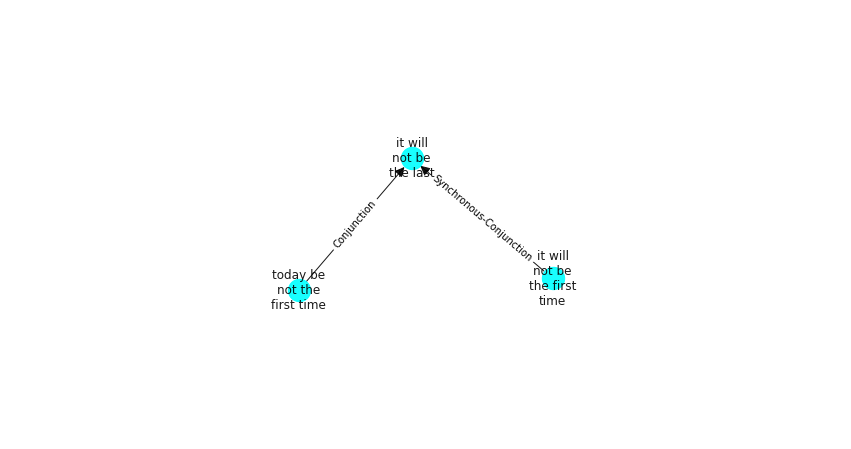 it will
not be
the last
Conjunction
Synchronous-Conjunction
today be
not the
first time
it will
not be
the first
time